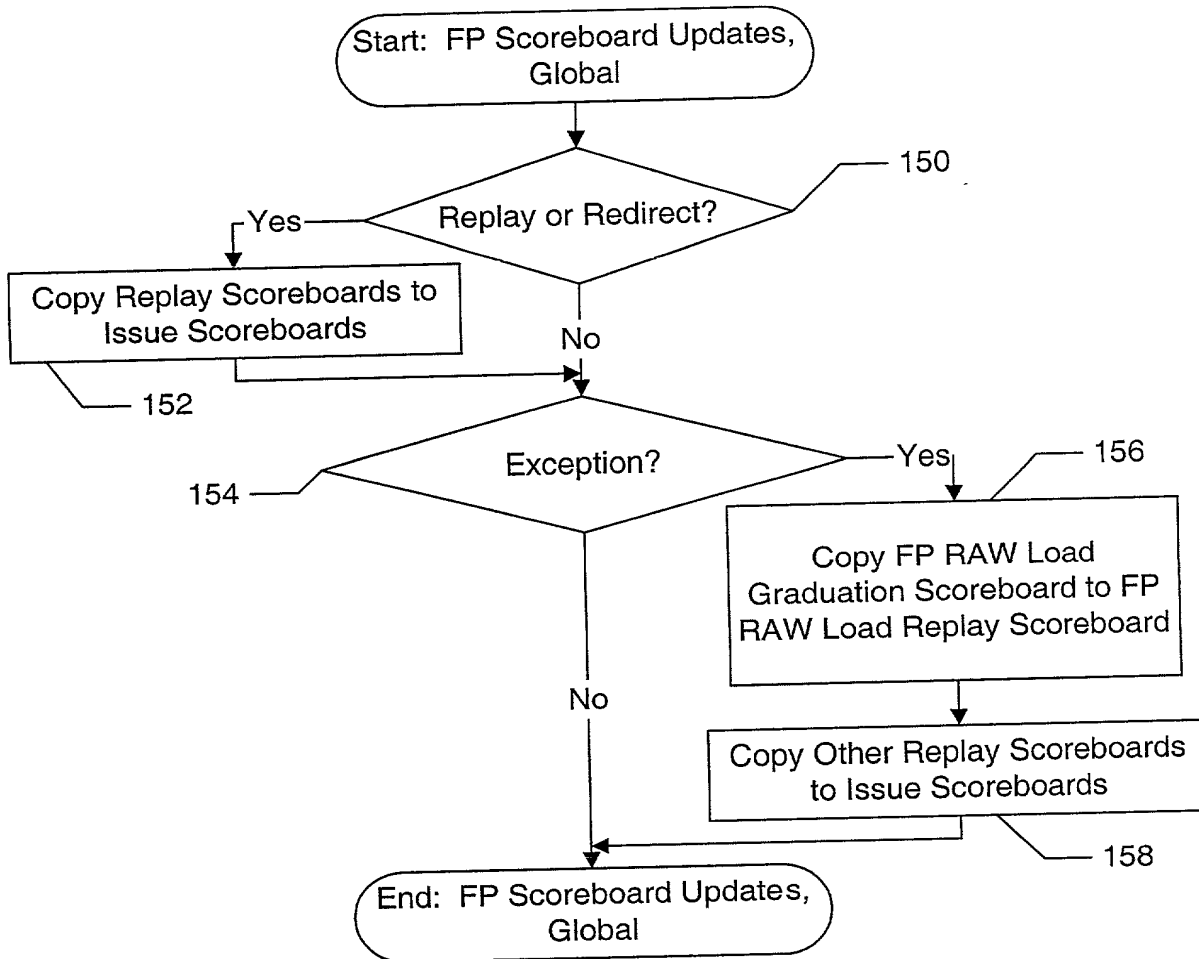 Start: FP Scoreboard Updates,
Global
150
Replay or Redirect?
Yes
Copy Replay Scoreboards to
Issue Scoreboards
No
152
Exception?
Yes
156
154
Copy FP RAW Load
Graduation Scoreboard to FP
RAW Load Replay Scoreboard
No
Copy Other Replay Scoreboards
to Issue Scoreboards
158
End: FP Scoreboard Updates,
Global